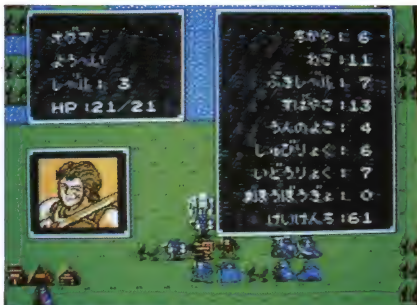 オグマ
ようへい
レベル: 3
HP:21/21
ちから: 6
わざ:11
ぶきレベル: 7
すばやさ:13
うんのよさ: 4
しゅびりょく: 6
いどうりょく: 7
まほうぼうぎょ: 0
けいけんち:61